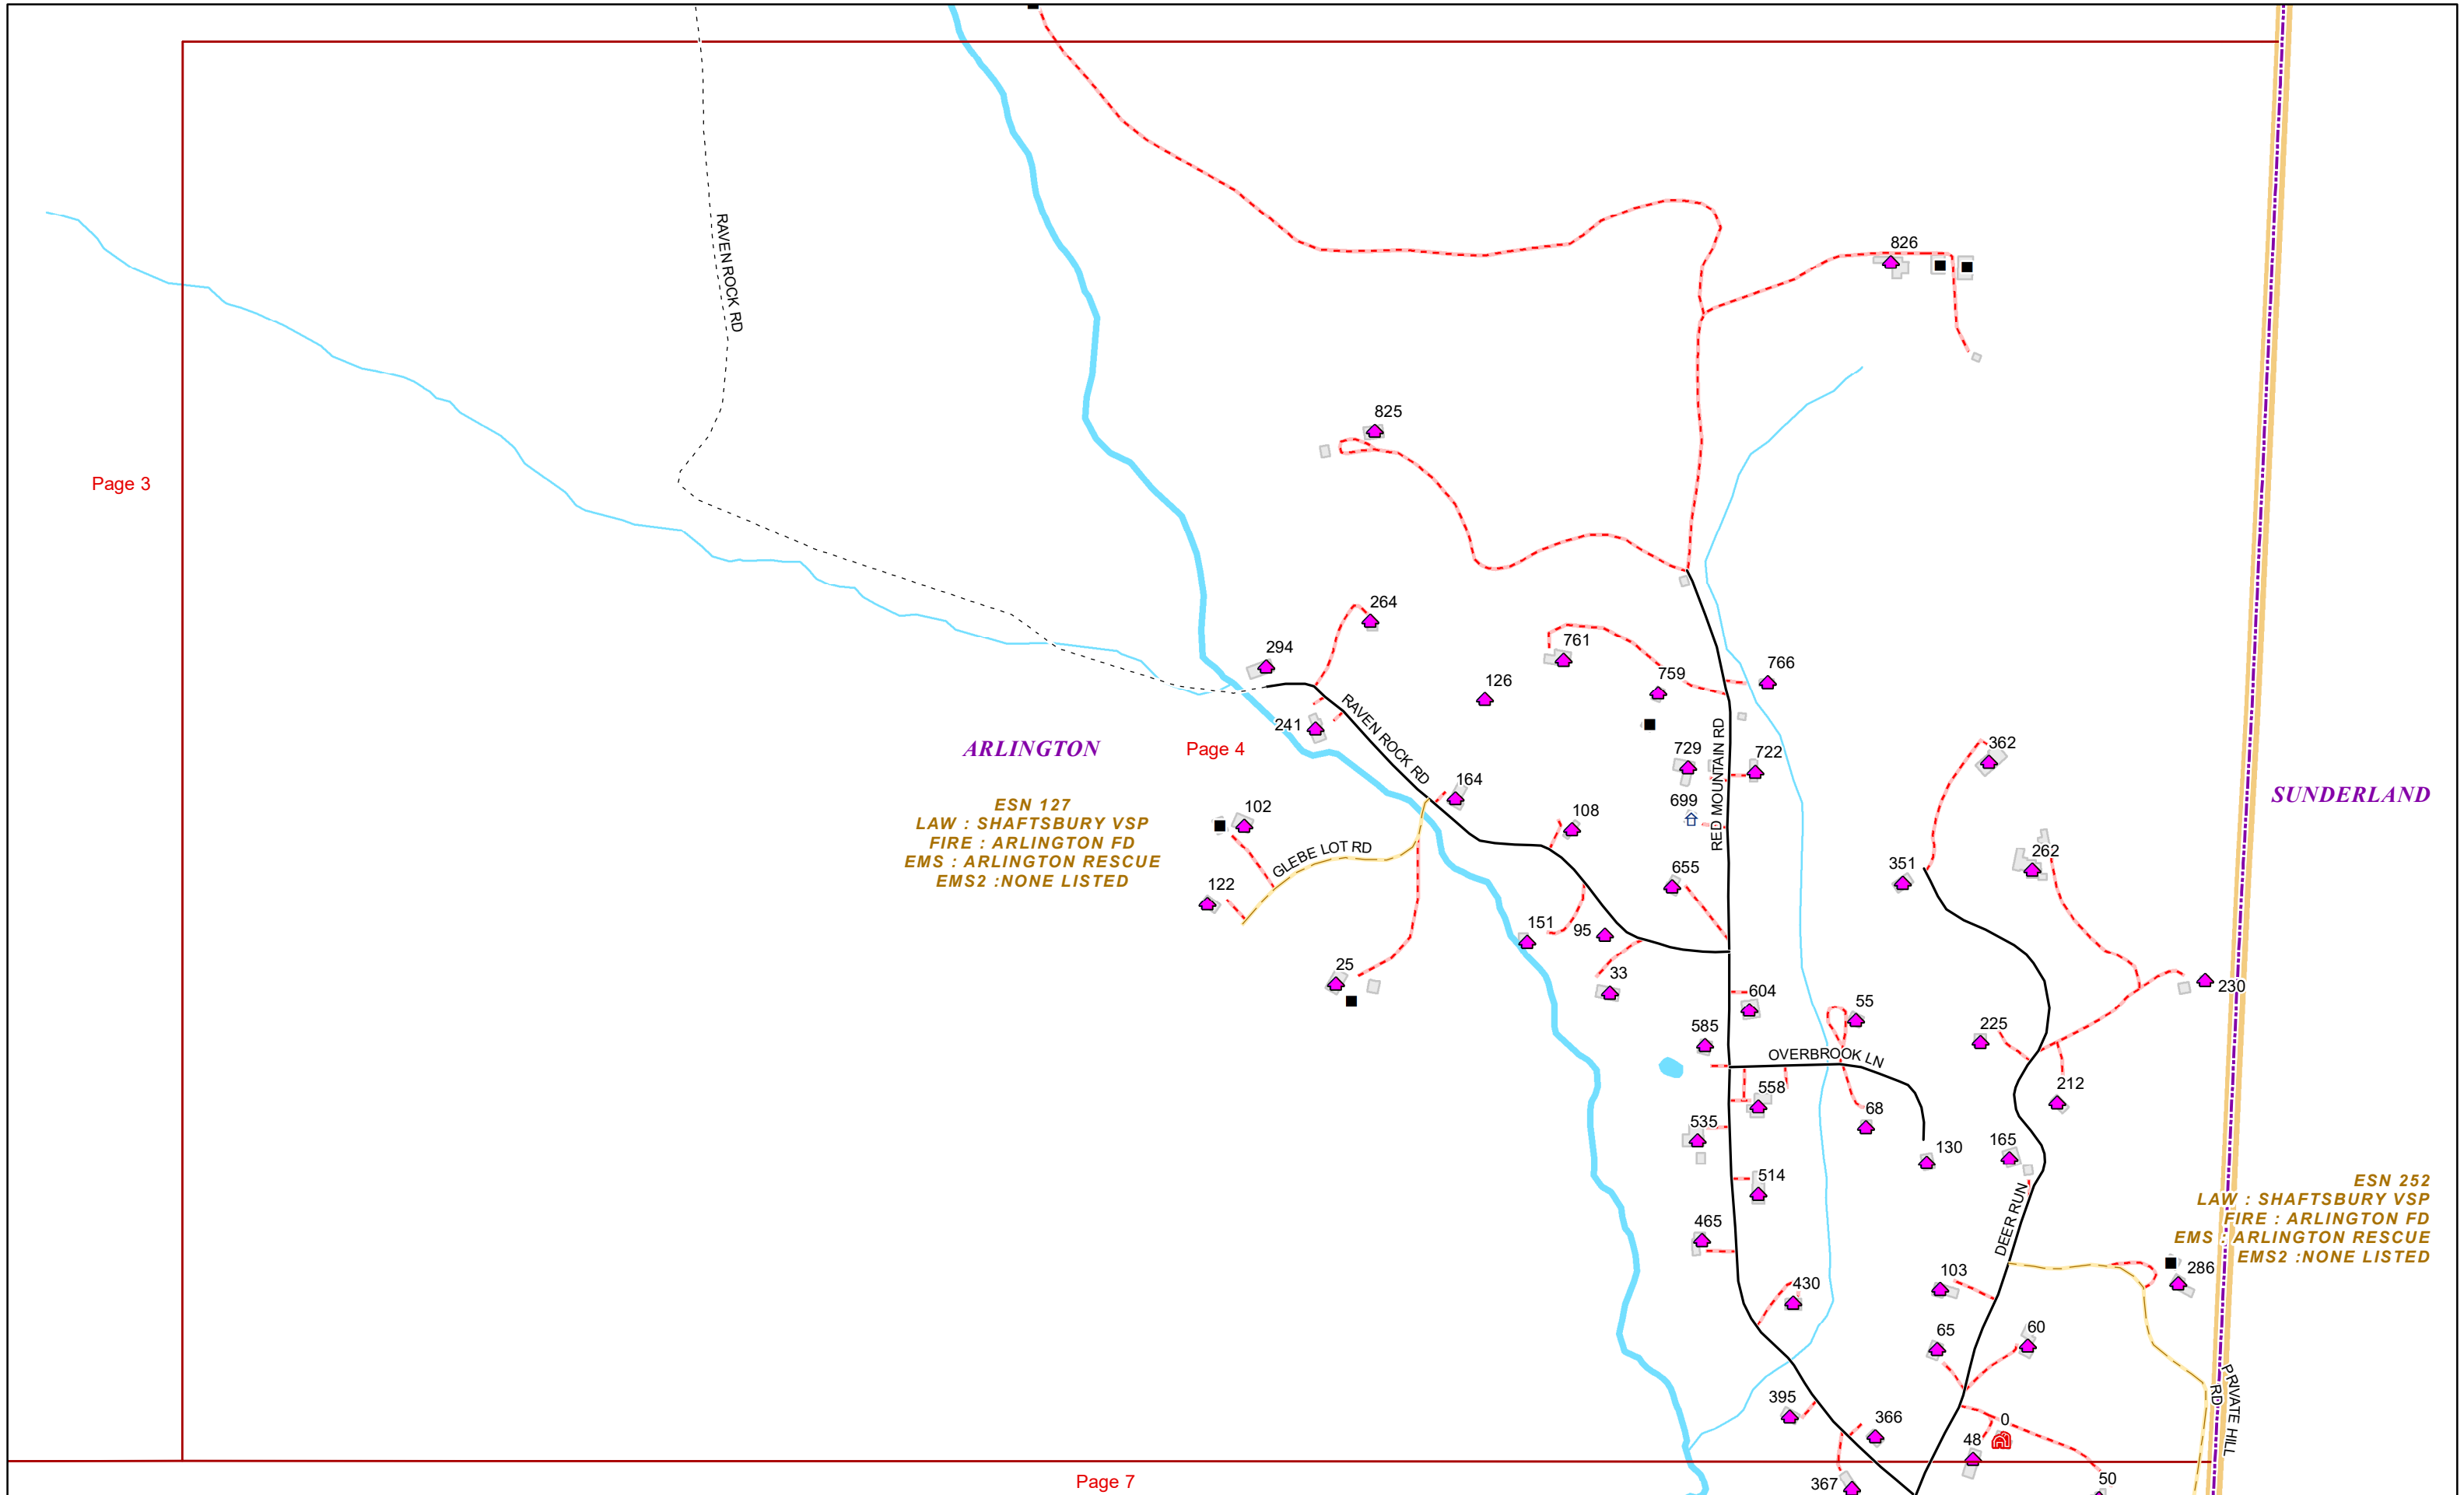 RAVEN ROCK RD
826
825
Page 3
264
294
761
126
759
766
241
RAVEN ROCK RD
RED MOUNTAIN RD
ARLINGTON
Page 4
729
722
362
SUNDERLAND
164
699
ESN 127
LAW : SHAFTSBURY VSP
FIRE : ARLINGTON FD
EMS : ARLINGTON RESCUE
EMS2 :NONE LISTED
102
108
GLEBE LOT RD
262
351
655
122
151
95
25
33
230
604
55
225
585
OVERBROOK LN
558
212
68
535
130
165
514
ESN 252
LAW : SHAFTSBURY VSP
FIRE : ARLINGTON FD
EMS : ARLINGTON RESCUE
EMS2 :NONE LISTED
DEER RUN
465
103
286
430
65
60
PRIVATE HILL
RD
395
366
0
48
Page 7
367
50